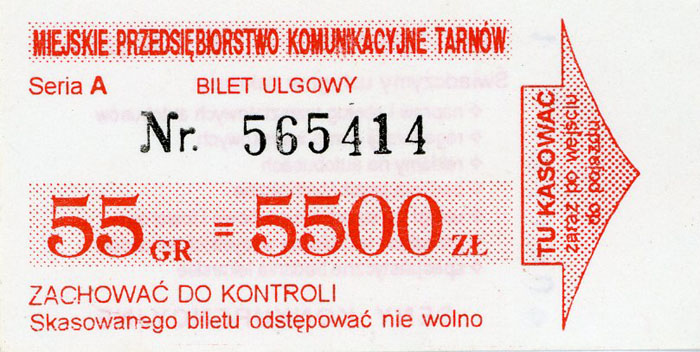 MIEJSKIE PRZEDSIĘBIORSTWO KOMUNIKACYJNE TARNÓW
Seria A BILET ULGOWY
Nr. 565414
55 GR = 5500 ZŁ
ZACHOWAĆ DO KONTROLI
Skasowanego biletu odstępować nie wolno
TU KASOWAĆ
zaraz po wejściu
do pojazdu